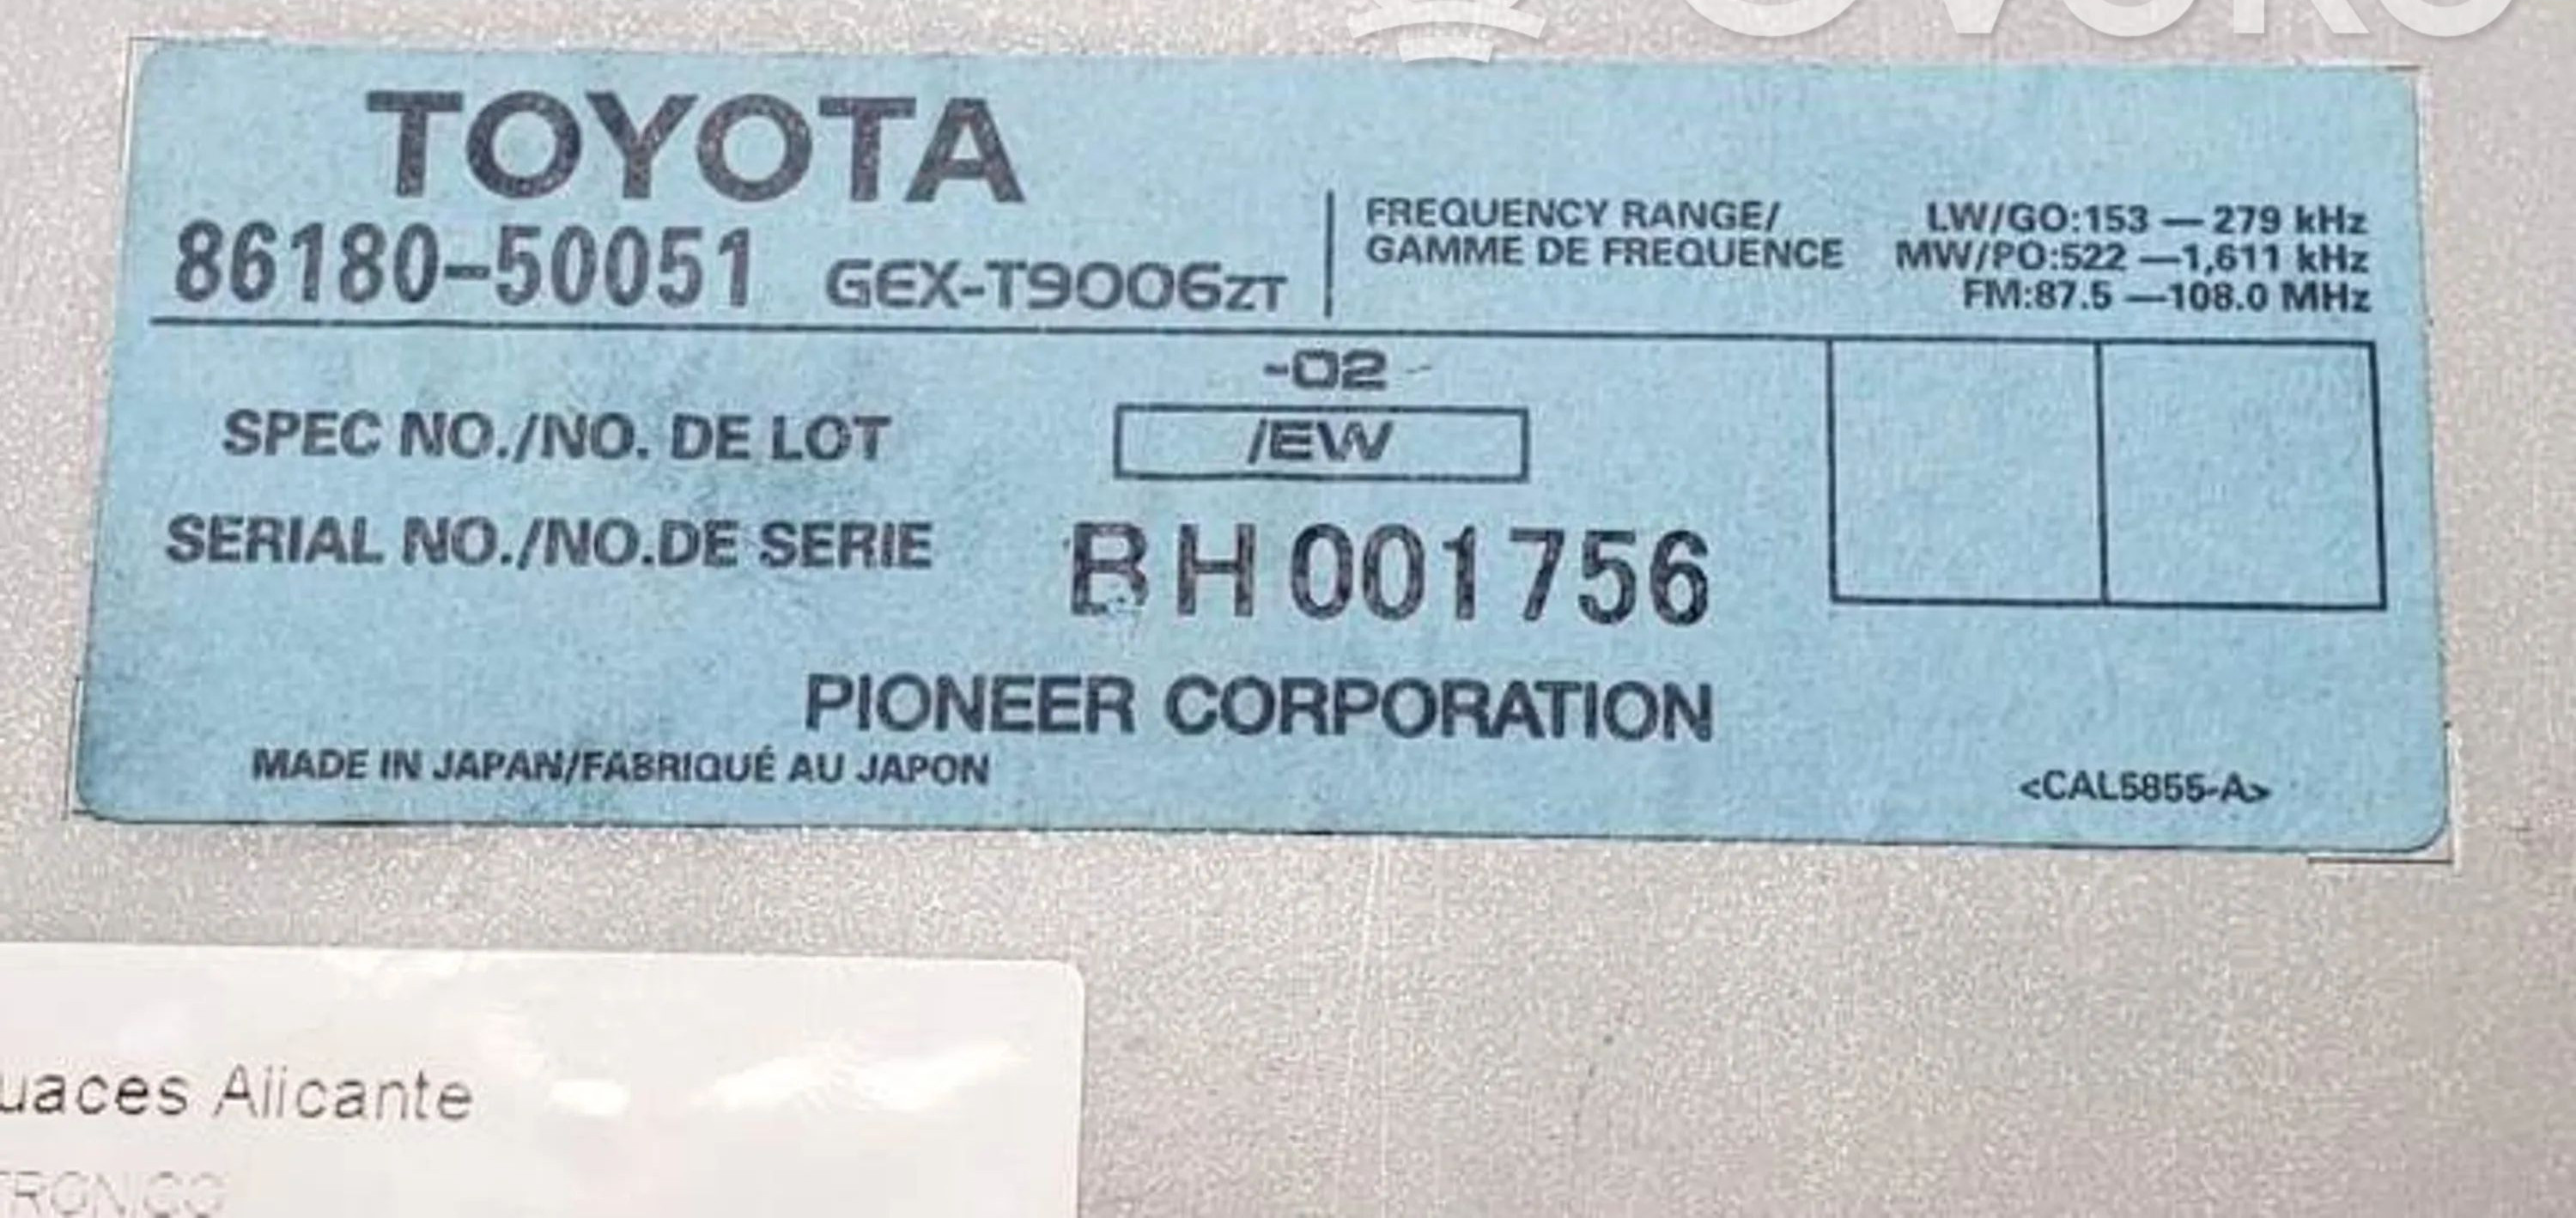 TOYOTA
86180-50051 GEX-T9006ZT
FREQUENCY RANGE/
GAMME DE FREQUENCE
LW/GO:153 — 279 kHz
MW/PO:522 —1,611 kHz
FM:87.5 —108.0 MHz
-02
SPEC NO./NO. DE LOT /EW
SERIAL NO./NO.DE SERIE BH001756
PIONEER CORPORATION
MADE IN JAPAN/FABRIQUÉ AU JAPON
<CAL5855-A>
uaces Alicante
TRONICO